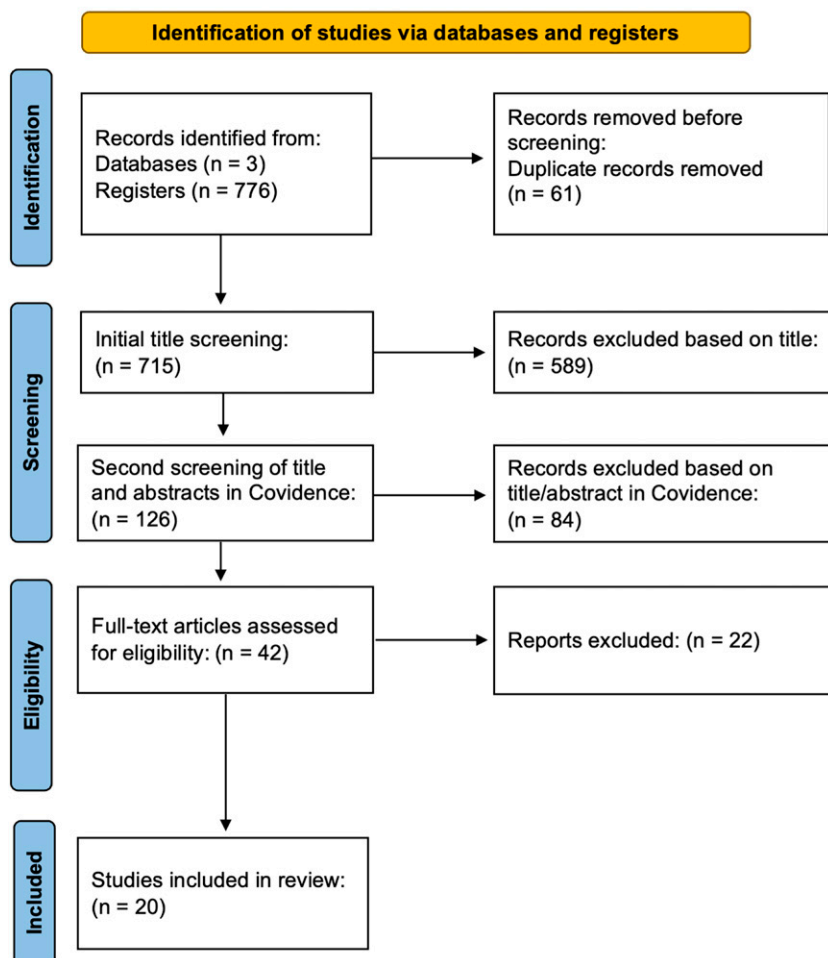 Identification of studies via databases and registers
Identification
Records identified from:
Databases (n = 3)
Registers (n = 776)
Records removed before
screening:
Duplicate records removed
(n = 61)
Screening
Initial title screening:
(n = 715)
Records excluded based on title:
(n = 589)
Second screening of title
and abstracts in Covidence:
(n = 126)
Records excluded based on
title/abstract in Covidence:
(n = 84)
Eligibility
Full-text articles assessed
for eligibility: (n = 42)
Reports excluded: (n = 22)
Included
Studies included in review:
(n = 20)